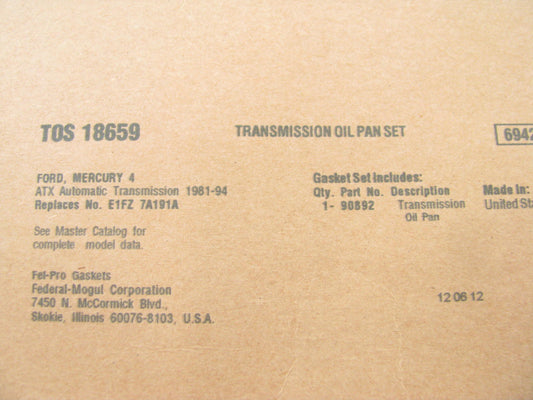 TOS 18659
TRANSMISSION OIL PAN SET
6942
FORD, MERCURY 4
ATX Automatic Transmission 1981-94
Replaces No. E1FZ 7A191A
See Master Catalog for
complete model data.
Fel-Pro Gaskets
Federal-Mogul Corporation
7450 N. McCormick Blvd.,
Skokie, Illinois 60076-8103, U.S.A.
Gasket Set Includes:
Qty. Part No. Description
1- 90892 Transmission
Oil Pan
Made in:
United Sta
12 06 12